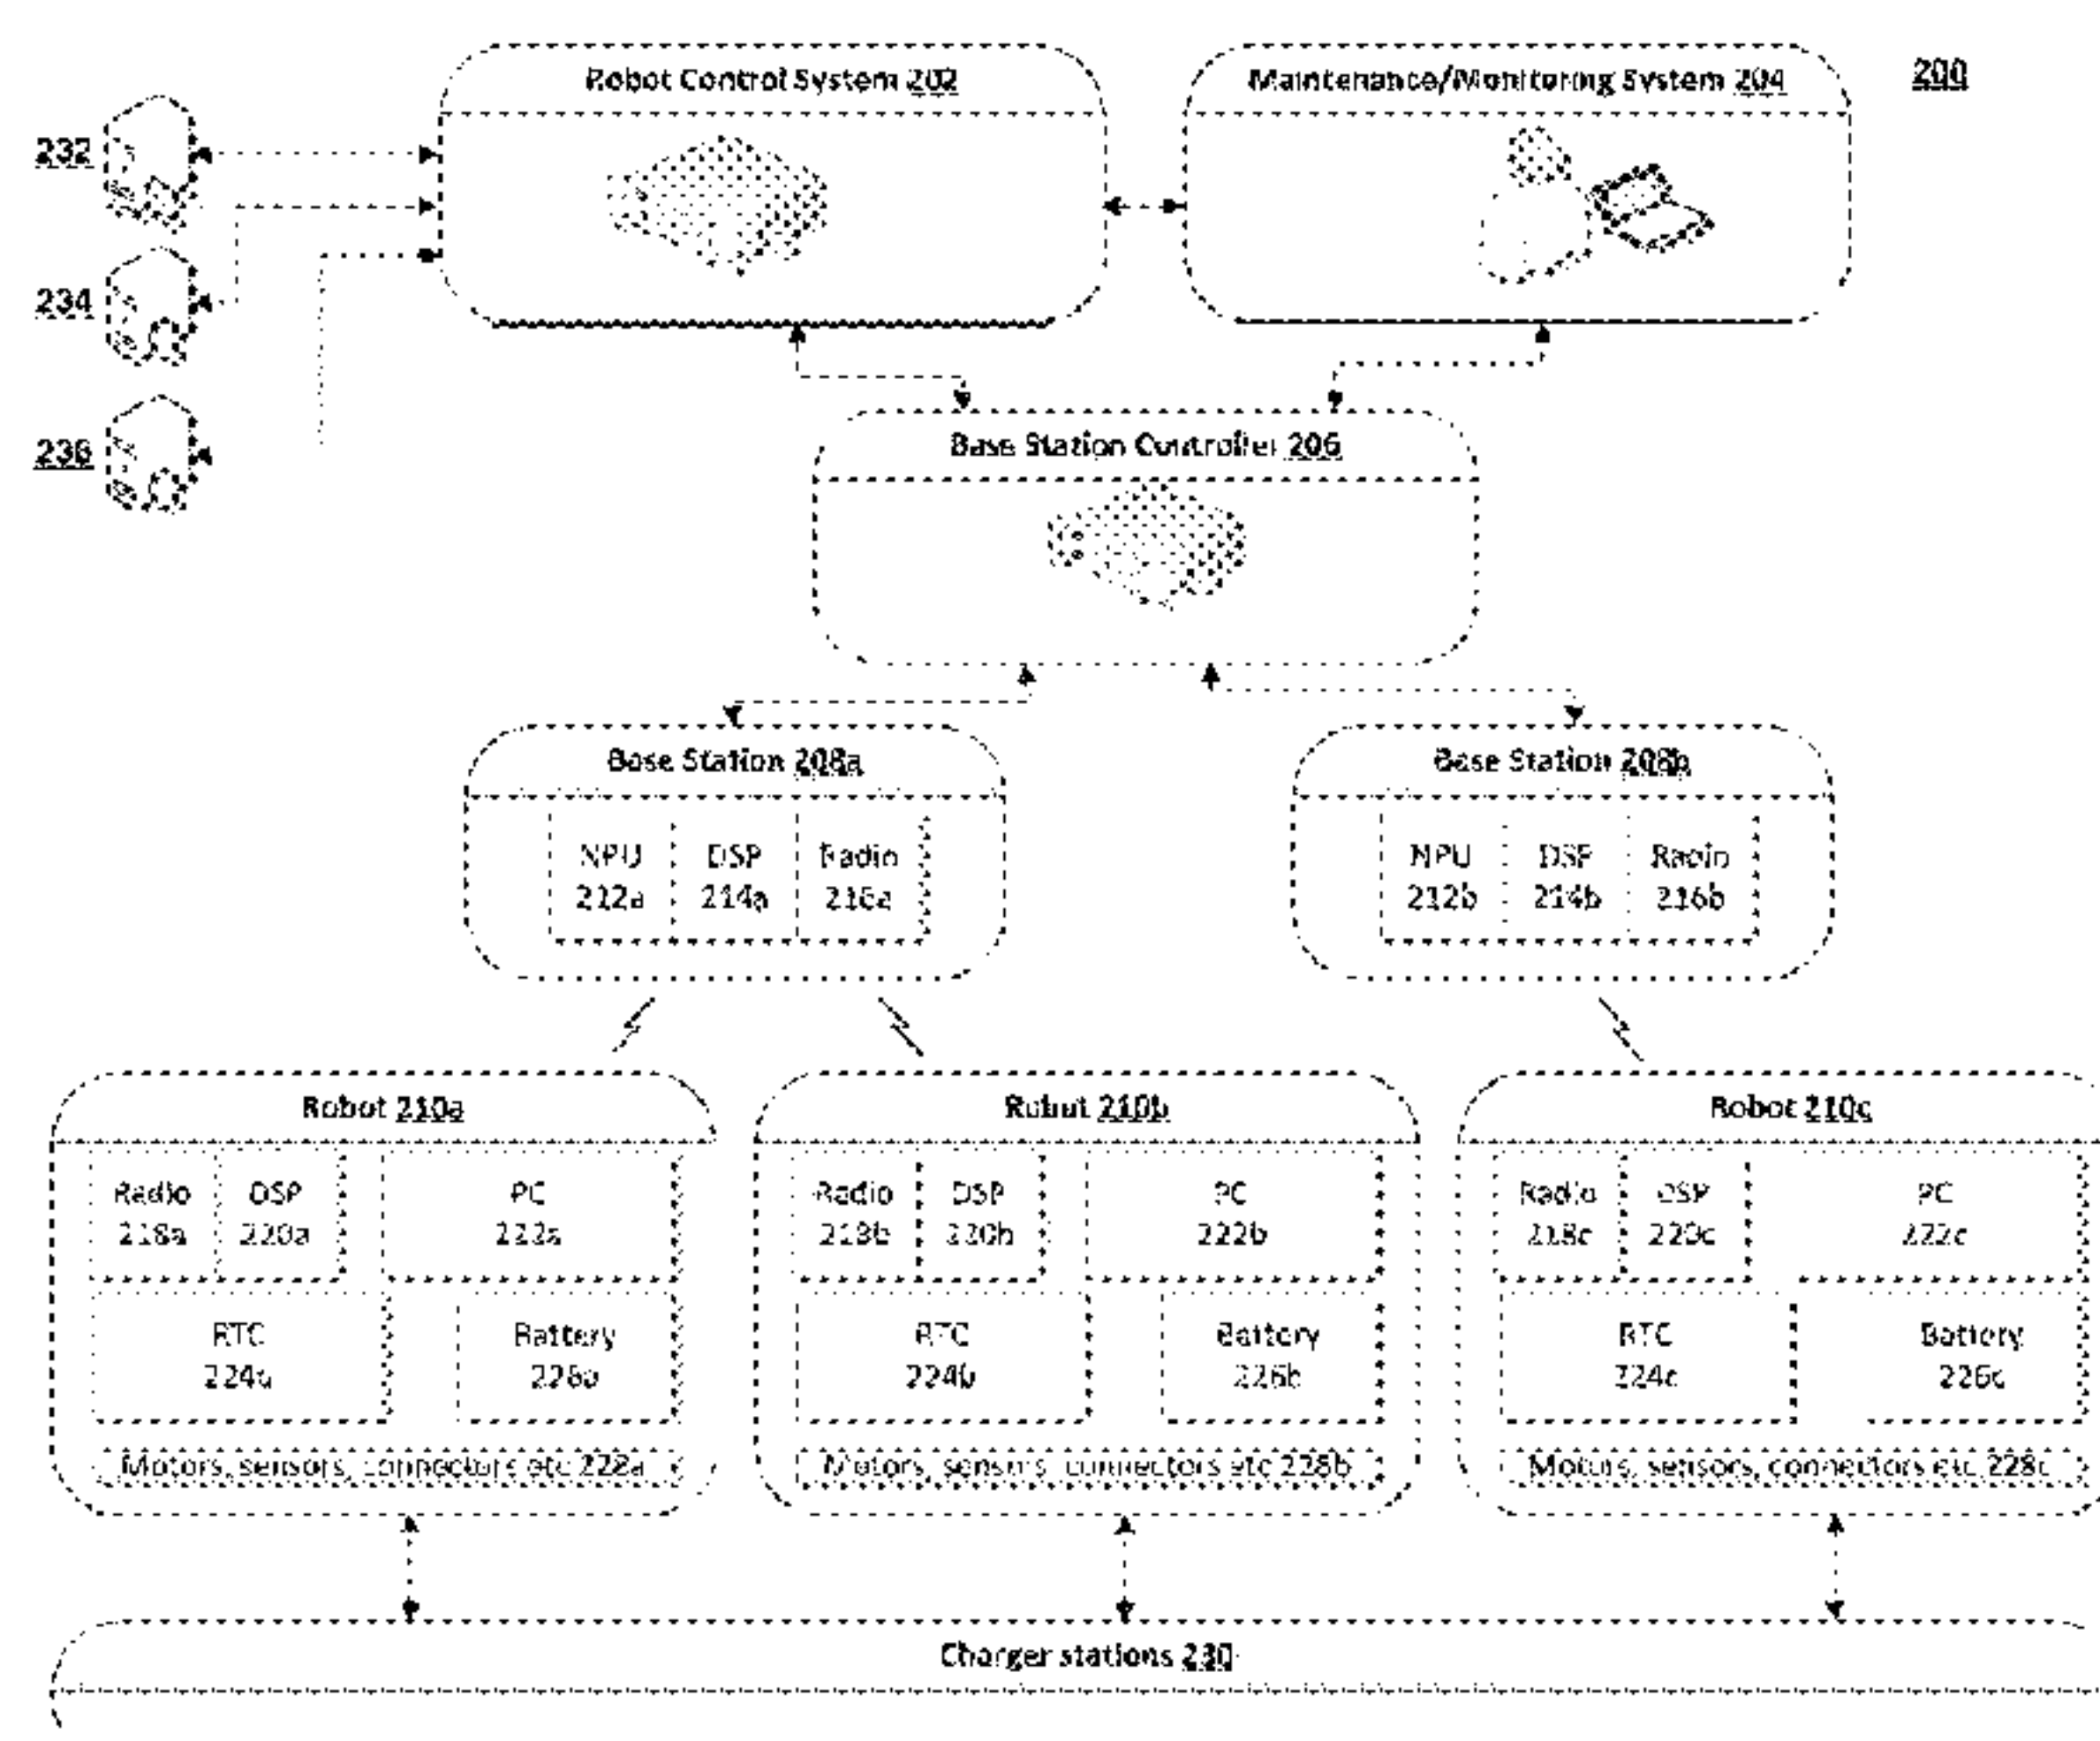 Robot Control System 202
Maintenance/Monitoring System 204
200
232
234
236
Base Station Controller 206
Base Station 208a
NPU
212a
DSP
214a
Radio
216a
Base Station 208b
NPU
212b
DSP
214b
Radio
216b
Robot 210a
Radio
218a
DSP
220a
PC
222a
RTC
224a
Battery
226a
Motors, sensors, connectors etc 228a
Robot 210b
Radio
218b
DSP
220b
PC
222b
RTC
224b
Battery
226b
Motors, sensors, connectors etc 228b
Robot 210c
Radio
218c
DSP
220c
PC
222c
RTC
224c
Battery
226c
Motors, sensors, connectors etc 228c
Charger stations 230